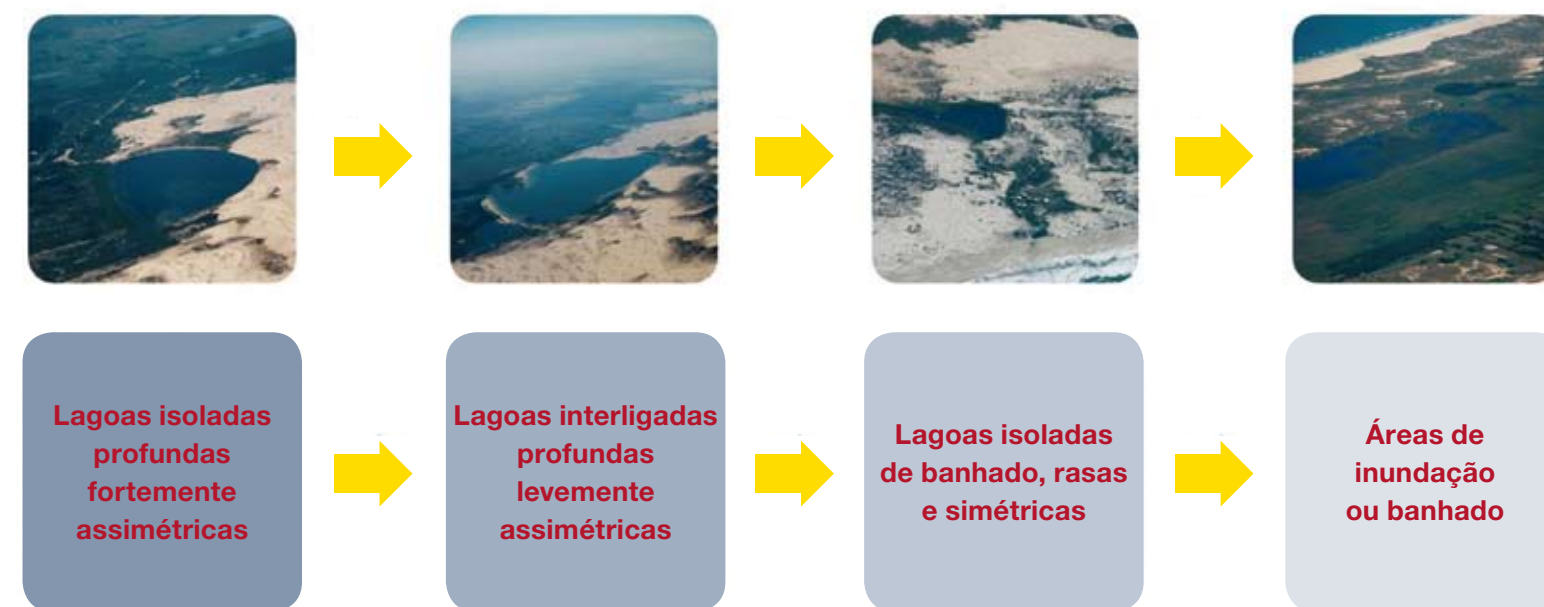 Lagoas isoladas
profundas
fortemente
assimétricas
Lagoas interligadas
profundas
levemente
assimétricas
Lagoas isoladas
de banhado, rasas
e simétricas
Áreas de
inundação
ou banhado